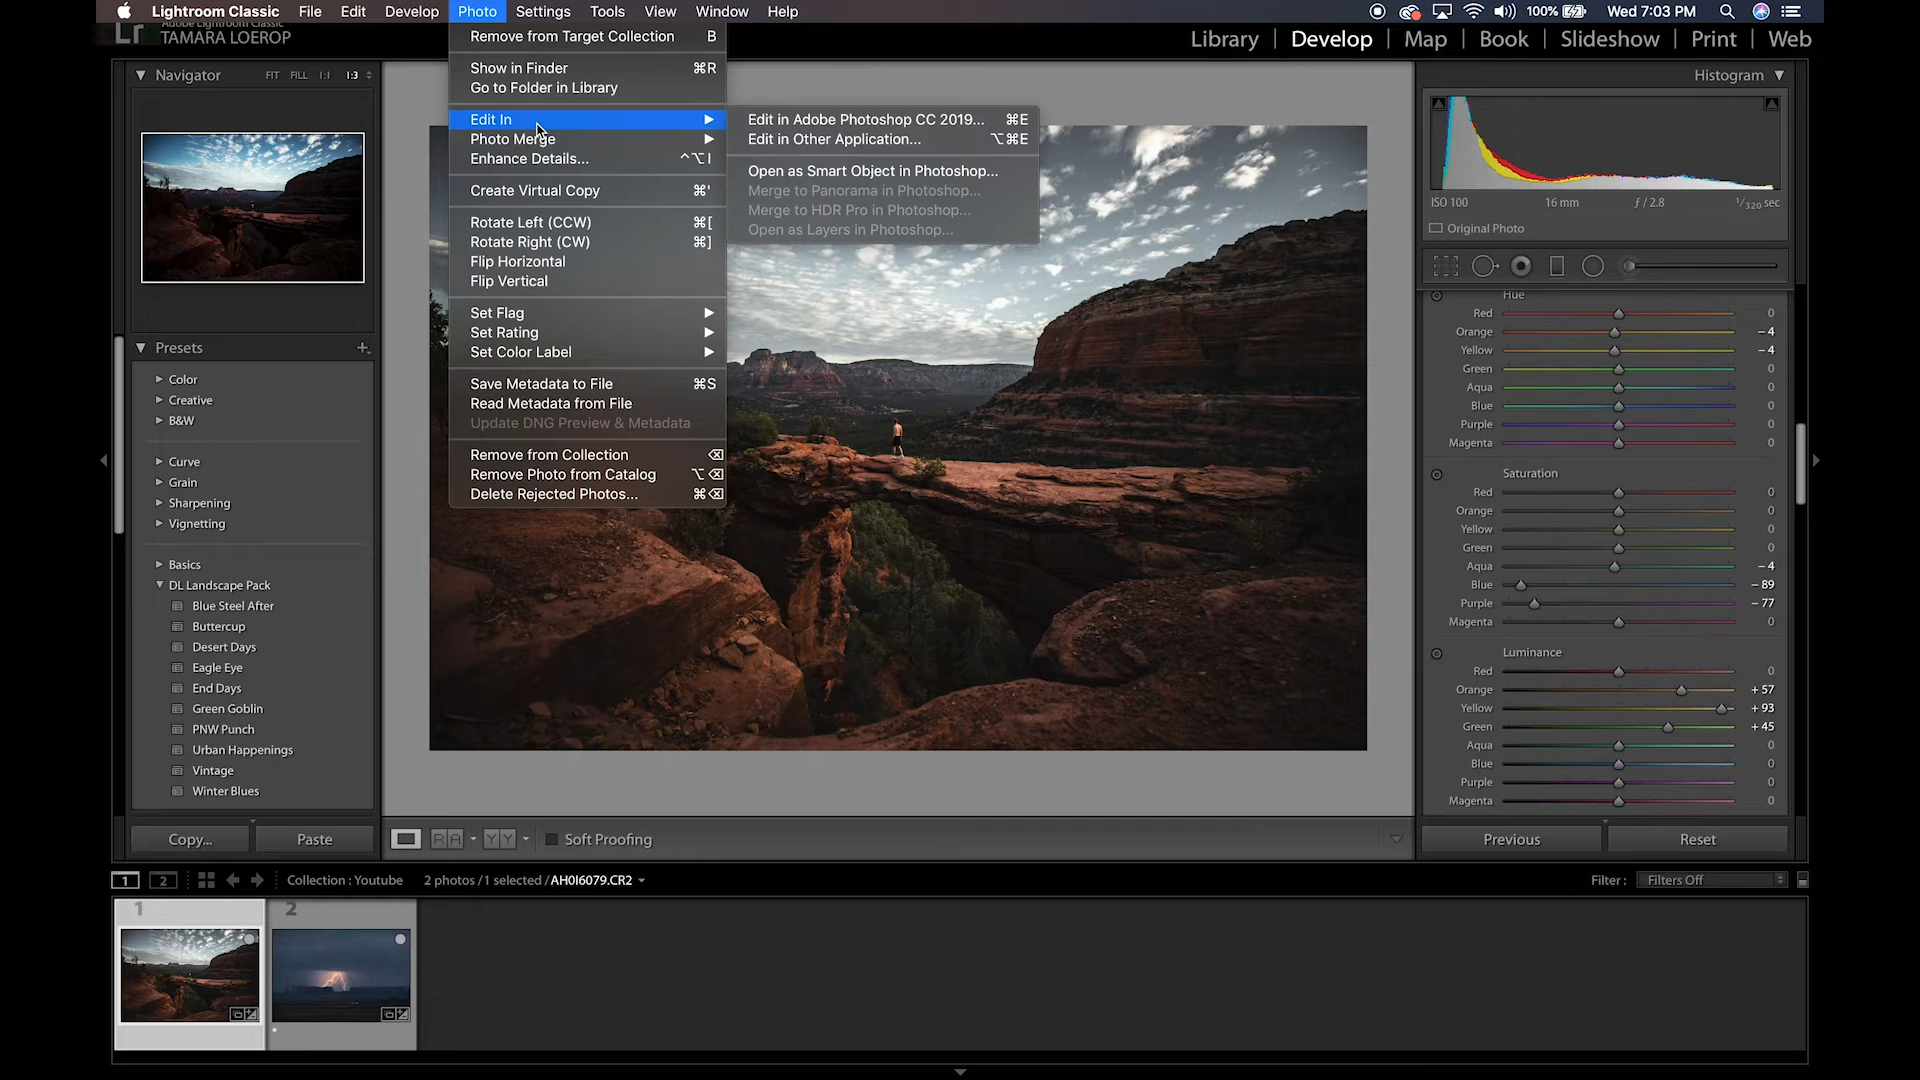 Lightroom Classic File Edit Develop Photo Settings Tools View Window Help 100% Wed 7:03 PM
Adobe Lightroom Classic
Lr TAMARA LOEROP
Library | Develop | Map | Book | Slideshow | Print | Web
Navigator FIT FILL 1:1 1:3
Presets
Color
Creative
B&W
Curve
Grain
Sharpening
Vignetting
Basics
DL Landscape Pack
Blue Steel After
Buttercup
Desert Days
Eagle Eye
End Days
Green Goblin
PNW Punch
Urban Happenings
Vintage
Winter Blues
Copy... Paste
Remove from Target Collection B
Show in Finder ⌘R
Go to Folder in Library
Edit In
Photo Merge
Enhance Details... ^⌥I
Create Virtual Copy ⌘'
Rotate Left (CCW) ⌘[
Rotate Right (CW) ⌘]
Flip Horizontal
Flip Vertical
Set Flag
Set Rating
Set Color Label
Save Metadata to File ⌘S
Read Metadata from File
Update DNG Preview & Metadata
Remove from Collection ⌫
Remove Photo from Catalog ⌥⌫
Delete Rejected Photos... ⌘⌫
Edit in Adobe Photoshop CC 2019... ⌘E
Edit in Other Application... ⌥⌘E
Open as Smart Object in Photoshop...
Merge to Panorama in Photoshop...
Merge to HDR Pro in Photoshop...
Open as Layers in Photoshop...
Histogram
ISO 100 16 mm ƒ / 2.8 1/320 sec
Original Photo
Hue
Red 0
Orange – 4
Yellow – 4
Green 0
Aqua 0
Blue 0
Purple 0
Magenta 0
Saturation
Red 0
Orange 0
Yellow 0
Green 0
Aqua – 4
Blue – 89
Purple – 77
Magenta 0
Luminance
Red 0
Orange + 57
Yellow + 93
Green + 45
Aqua 0
Blue 0
Purple 0
Magenta 0
Previous Reset
R A Y Y Soft Proofing
1 2 Collection : Youtube 2 photos / 1 selected / AH0I6079.CR2 Filter : Filters Off
1 2